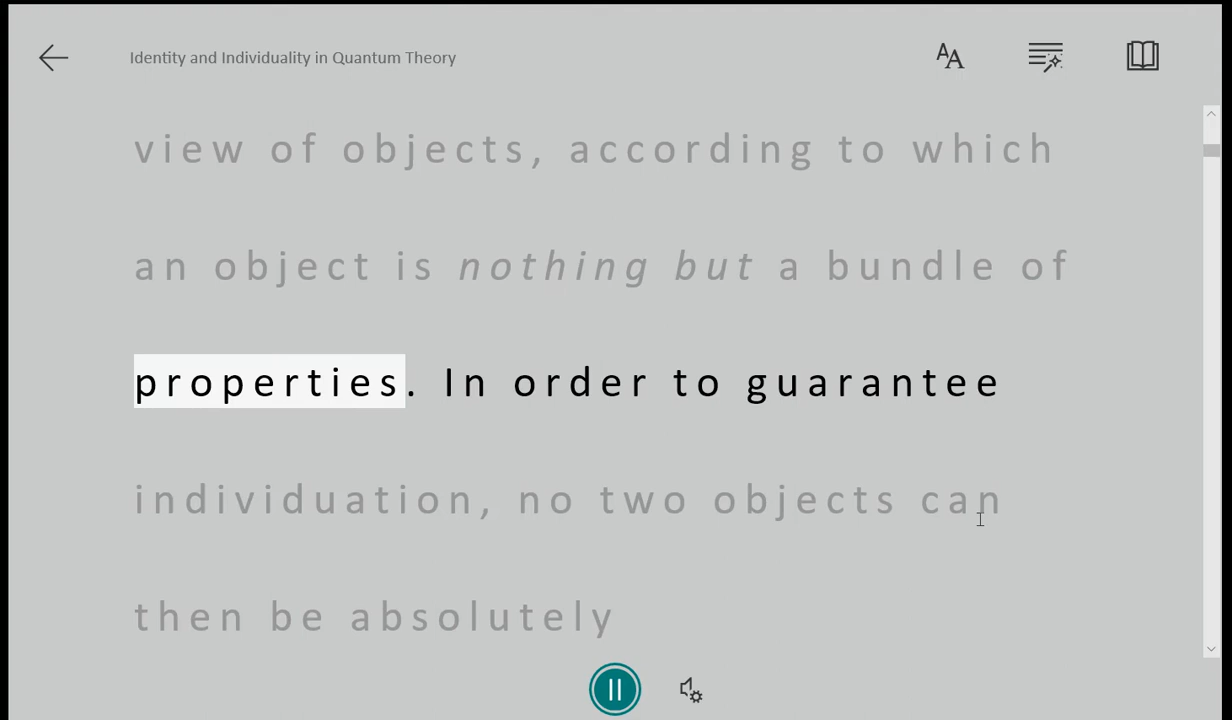 Identity and Individuality in Quantum Theory
view of objects, according to which
an object is nothing but a bundle of
properties. In order to guarantee
individuation, no two objects can
then be absolutely